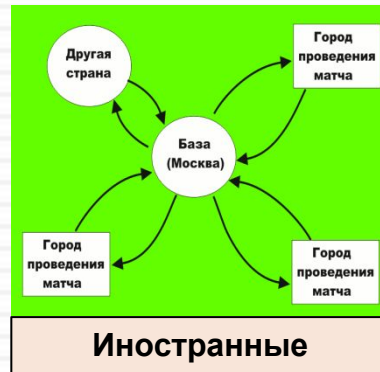 Другая
страна
Город
проведения
матча
База
(Москва)
Город
проведения
матча
Город
проведения
матча
Иностранные